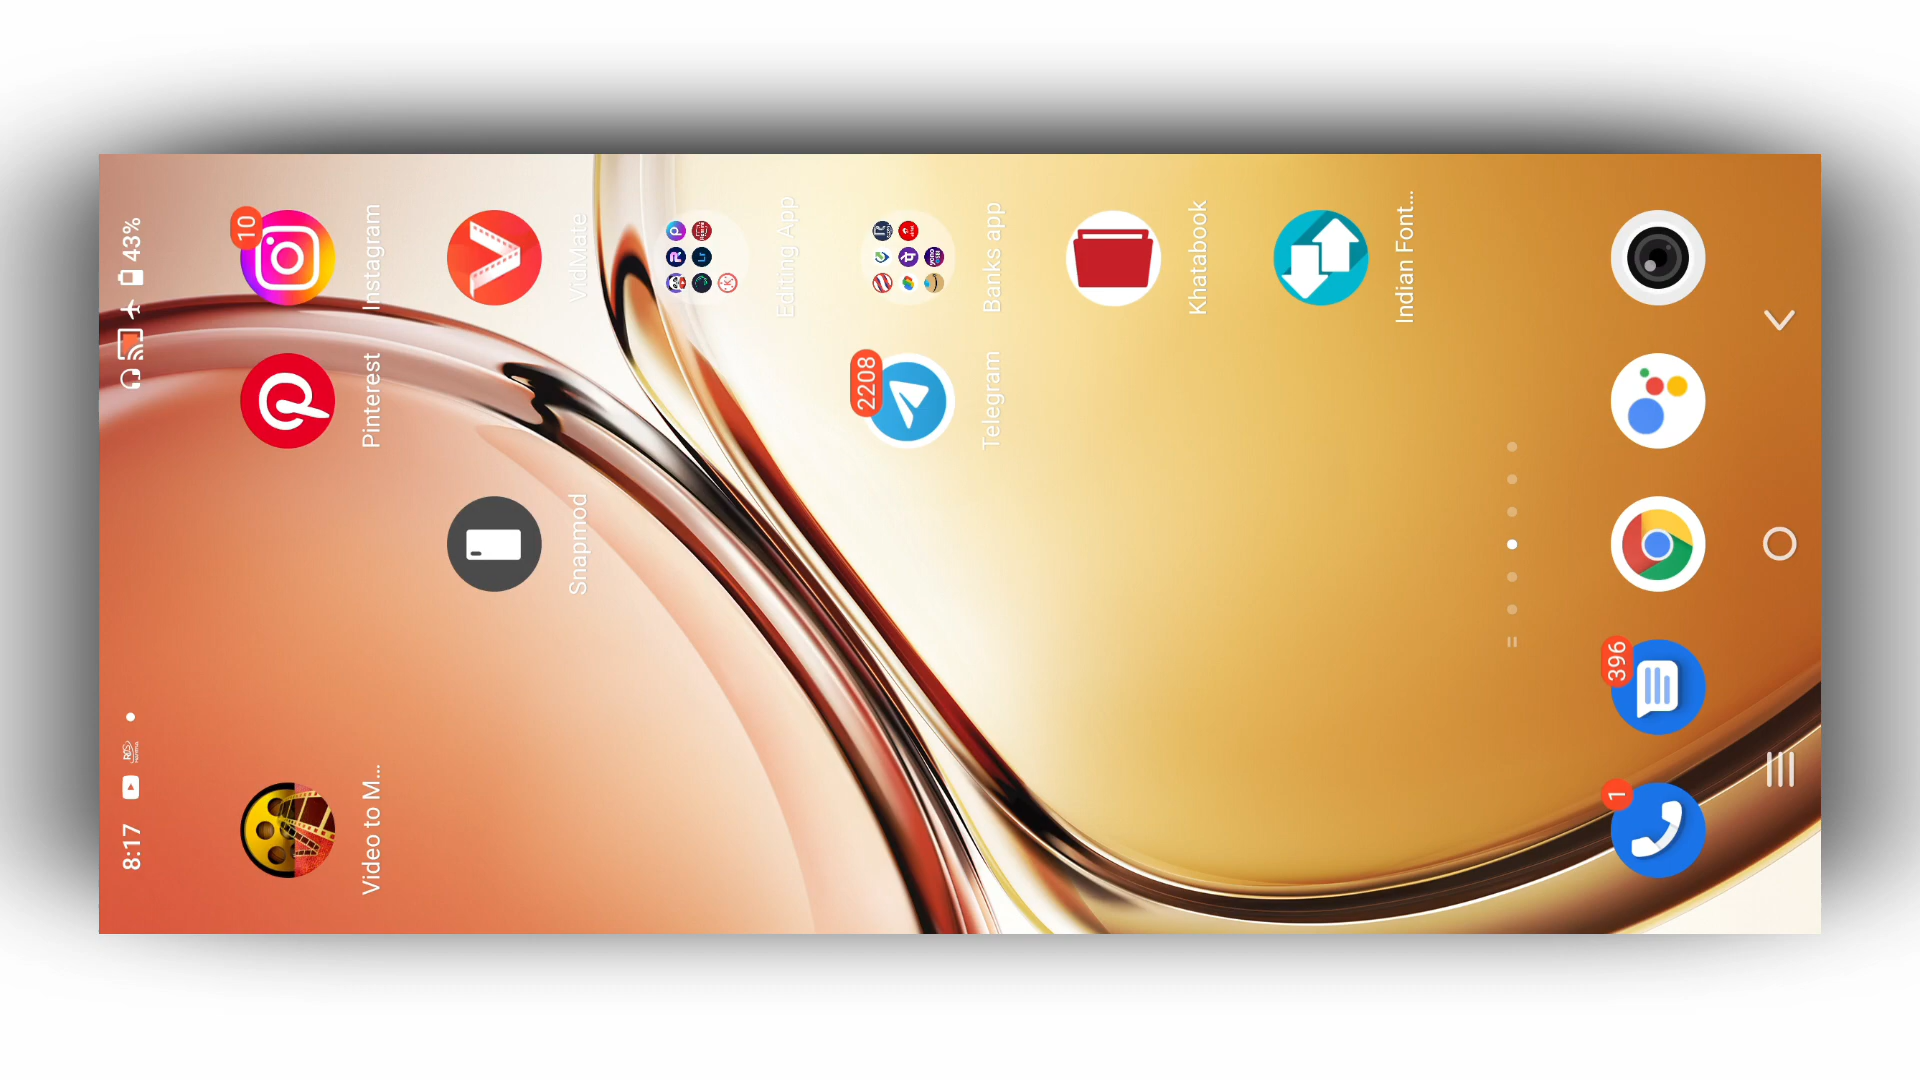 8:17
43%
Video to M...
Pinterest
10
Instagram
Snapmod
VidMate
Editing App
2208
Telegram
Banks app
Khatabook
Indian Font...
1
396